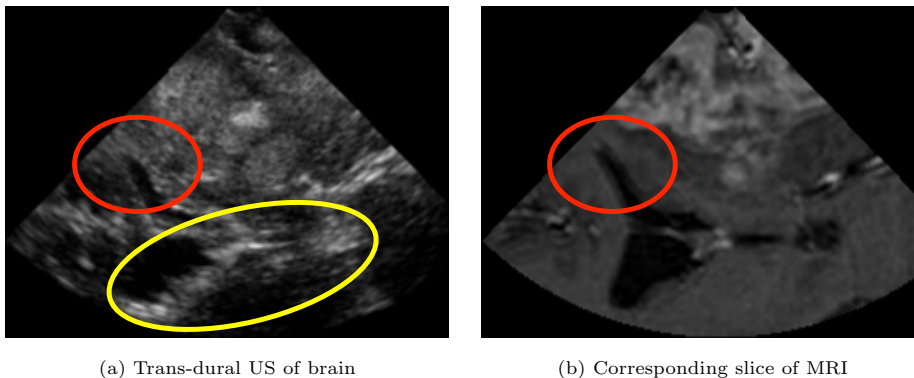 (a) Trans-dural US of brain
(b) Corresponding slice of MRI